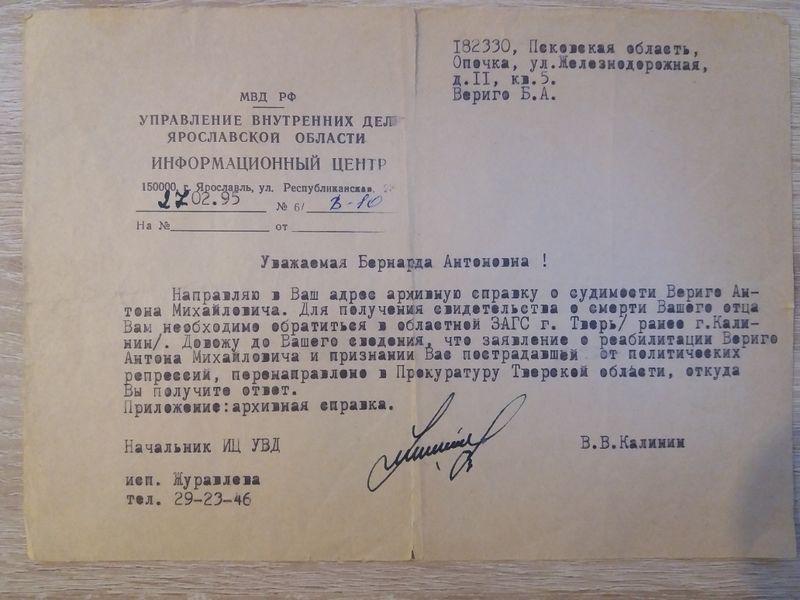 МВД РФ
УПРАВЛЕНИЕ ВНУТРЕННИХ ДЕЛ
ЯРОСЛАВСКОЙ ОБЛАСТИ
ИНФОРМАЦИОННЫЙ ЦЕНТР
150000, г. Ярославль, ул. Республиканская,
27 02.95 № 6/ В-80
На № от
I82330, Псковская область,
Опочка, ул.Железнодорожная,
д.II, кв.5.
Вериго Б.А.
Уважаемая Бернарда Антоновна !
Направляю в Ваш адрес архивную справку о судимости Вериго Ан-
тона Михайловича. Для получения свидетельства о смерти Вашего отца
Вам необходимо обратиться в областной ЗАГС г. Тверь/ ранее г.Кали-
нин/. Довожу до Вашего сведения, что заявление о реабилитации Вериго
Антона Михайловича и признании Вас пострадавшей от политических
репрессий, перенаправлено в Прокуратуру Тверской области, откуда
Вы получите ответ.
Приложение:архивная справка.
Начальник ИЦ УВД В.В.Калинин
исп. Журавлева
тел. 29-23-46